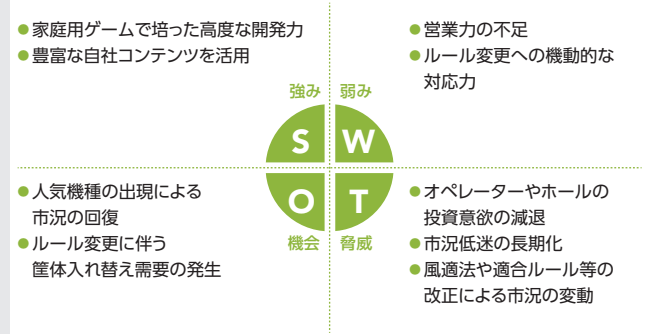 ●家庭用ゲームで培った高度な開発力
●豊富な自社コンテンツを活用
強み
●営業力の不足
●ルール変更への機動的な
対応力
弱み
S
W
O
T
●人気機種の出現による
市況の回復
●ルール変更に伴う
筐体入れ替え需要の発生
機会
●オペレーターやホールの
投資意欲の減退
●市況低迷の長期化
●風適法や適合ルール等の
改正による市況の変動
脅威